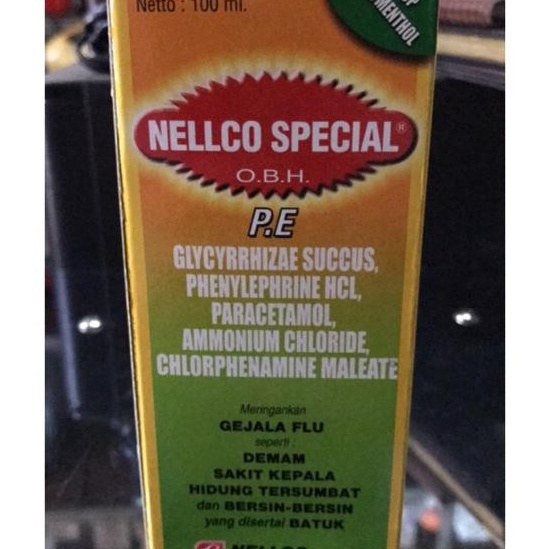 Netto : 100 ml.
MENTHOL
NELLCO SPECIAL®
O.B.H.
P.E
GLYCYRRHIZAE SUCCUS,
PHENYLEPHRINE HCL,
PARACETAMOL,
AMMONIUM CHLORIDE,
CHLORPHENAMINE MALEATE
Meringankan
GEJALA FLU
seperti :
DEMAM
SAKIT KEPALA
HIDUNG TERSUMBAT
dan BERSIN-BERSIN
yang disertai BATUK
NELLCO